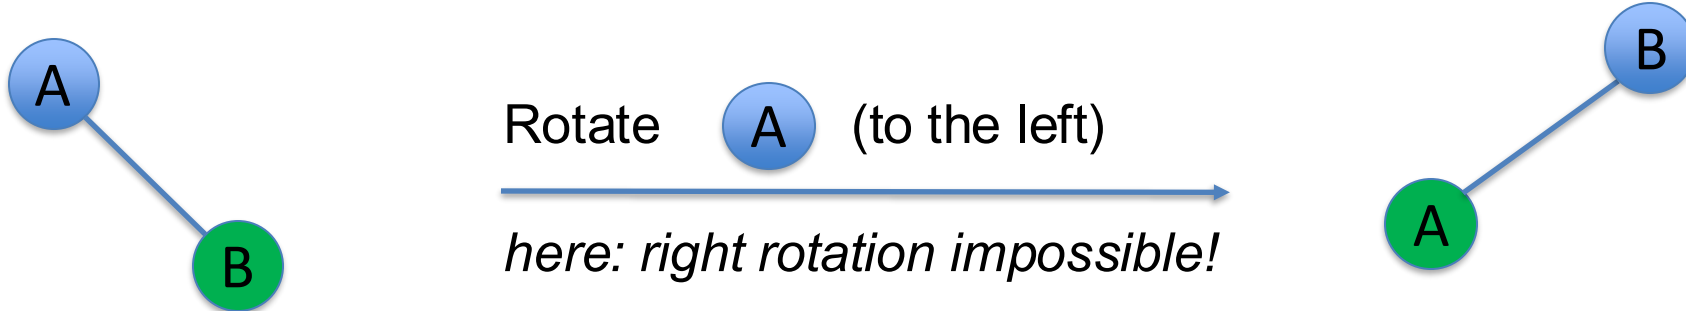 A
B
Rotate A (to the left)
here: right rotation impossible!
B
A